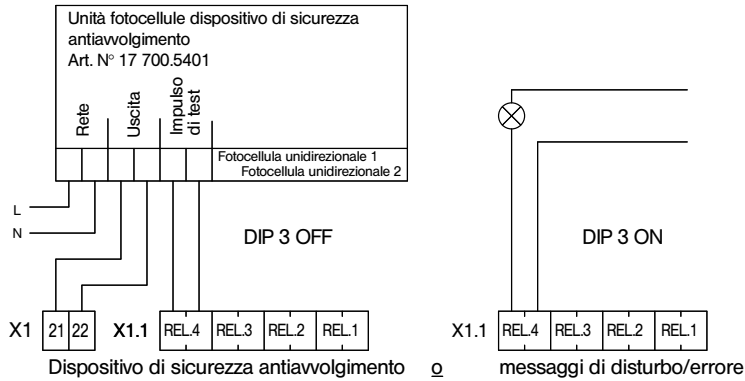 Unità fotocellule dispositivo di sicurezza
antiavvolgimento
Art. N° 17 700.5401
Rete
Uscita
Impulso
di test
Fotocellula unidirezionale 1
Fotocellula unidirezionale 2
L
N
DIP 3 OFF
DIP 3 ON
X1 21 22 X1.1 REL.4 REL.3 REL.2 REL.1 X1.1 REL.4 REL.3 REL.2 REL.1
Dispositivo di sicurezza antiavvolgimento o messaggi di disturbo/errore